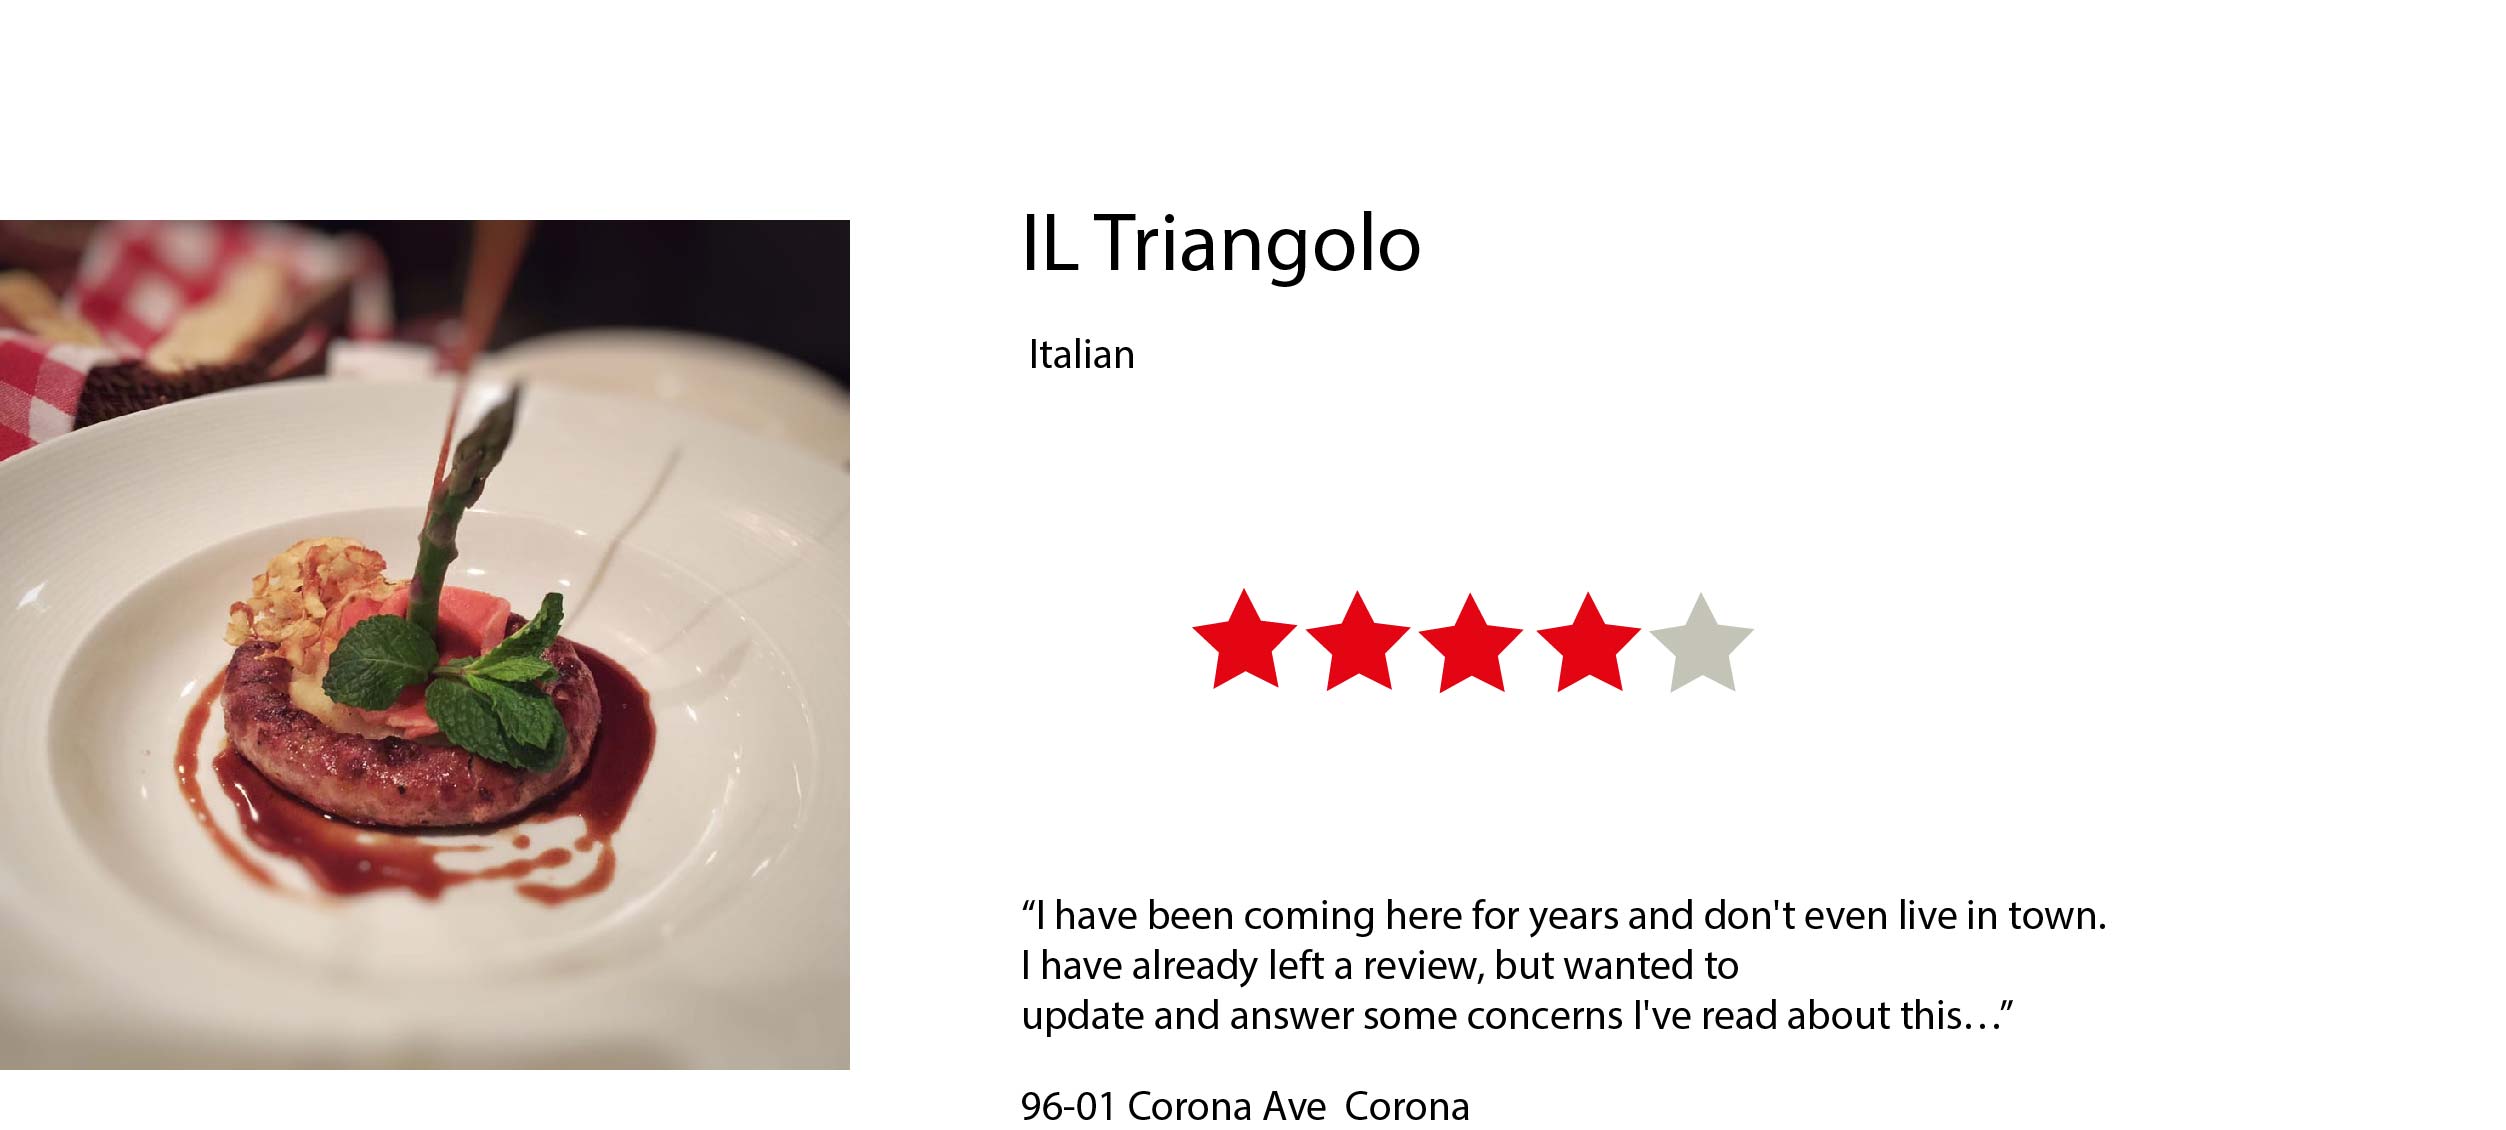 IL Triangolo
Italian
“I have been coming here for years and don't even live in town.
I have already left a review, but wanted to
update and answer some concerns I've read about this…”
96-01 Corona Ave  Corona